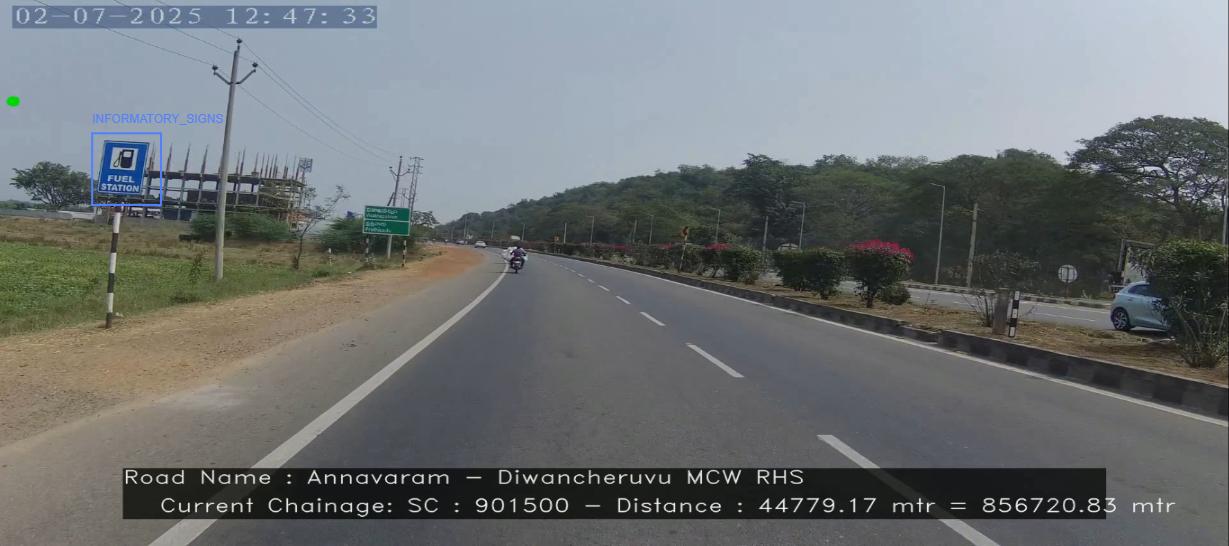 02-07-2025 12:47:33
INFORMATORY_SIGNS
FUEL
STATION
Road Name : Annavaram - Diwancheruvu MCW RHS
Current Chainage: SC : 901500 - Distance : 44779.17 mtr = 856720.83 mtr